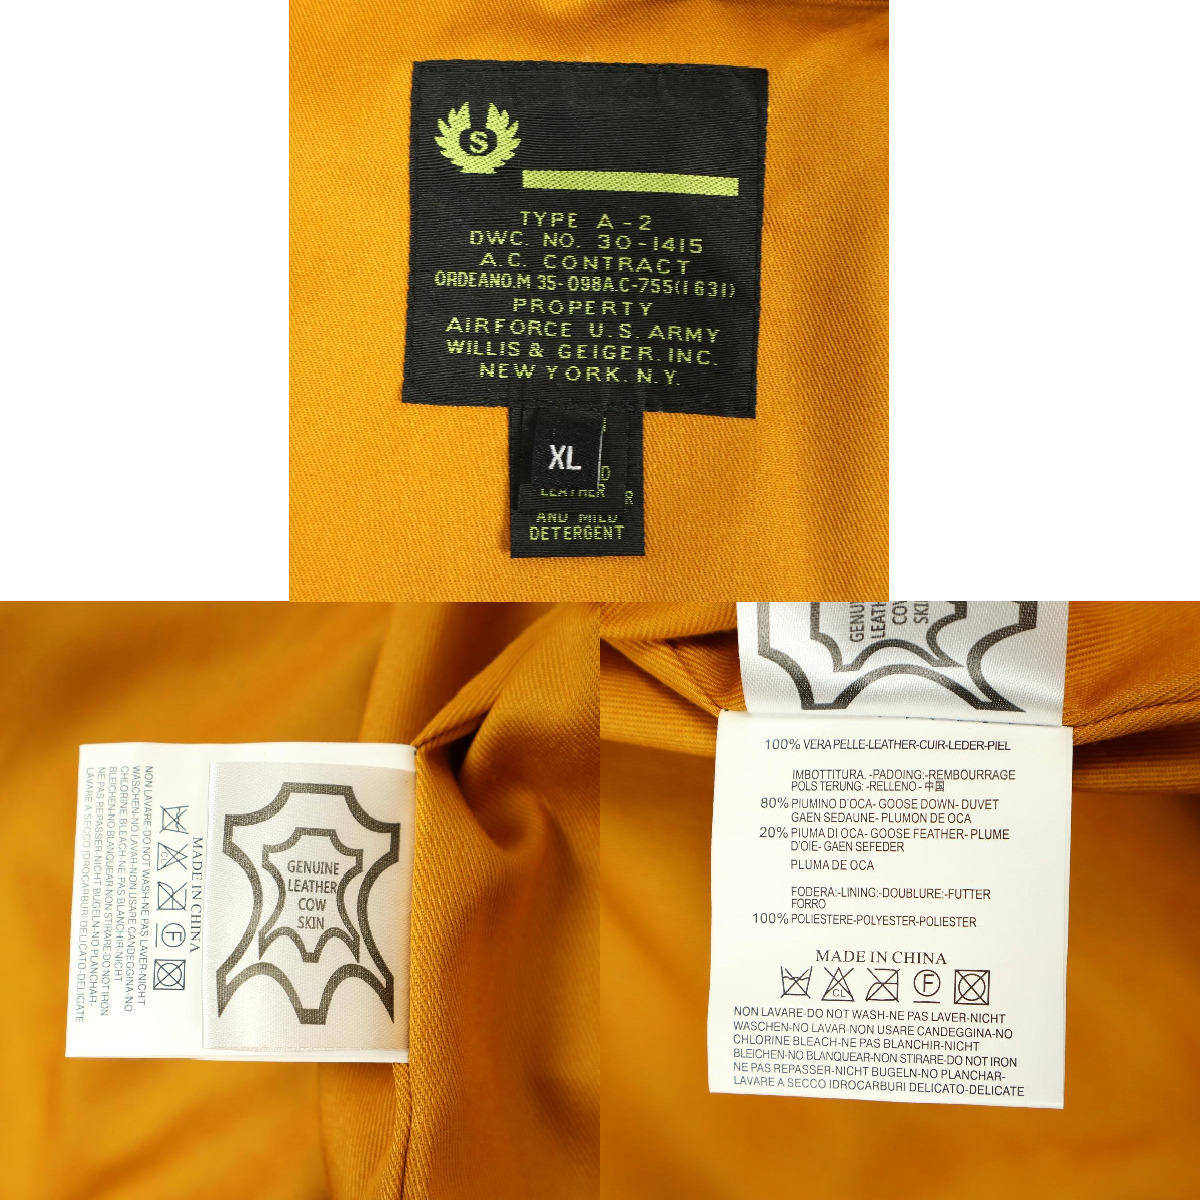 S
TYPE A-2
DWC. NO. 30-1415
A.C. CONTRACT
ORDEANO.M 35-098A.C-755(1631)
PROPERTY
AIRFORCE U.S. ARMY
WILLIS & GEIGER. INC.
NEW YORK. N.Y.
XL
D
LEATHER
R
AND MILD
DETERGENT
GENUINE
LEATHER
COW
SKIN
MADE IN CHINA
CL
F
NON LAVARE-DO NOT WASH-NE PAS LAVER-NICHT
WASCHEN-NO LAVAR-NON USARE CANDEGGINA-NO
CHLORINE BLEACH-NE PAS BLANCHIR-NICHT
BLEICHEN-NO BLANQUEAR-NON STIRARE-DO NOT IRON
NE PAS REPASSER-NICHT BUGELN-NO PLANCHAR-
LAVARE A SECCO IDROCARBURI DELICATO-DELICATE
GENUINE
LEATHER
COW
SKIN
100% VERA PELLE-LEATHER-CUIR-LEDER-PIEL
IMBOTTITURA. -PADOING:-REMBOURRAGE
POLS TERUNG: -RELLENO - 中国
80% PIUMINO D'OCA- GOOSE DOWN- DUVET
GAEN SEDAUNE- PLUMON DE OCA
20% PIUMA DI OCA- GOOSE FEATHER- PLUME
D'OIE- GAEN SEFEDER
PLUMA DE OCA
FODERA:-LINING:-DOUBLURE:-FUTTER
FORRO
100% POLIESTERE-POLYESTER-POLIESTER
MADE IN CHINA
CL
F
NON LAVARE-DO NOT WASH-NE PAS LAVER-NICHT
WASCHEN-NO LAVAR-NON USARE CANDEGGINA-NO
CHLORINE BLEACH-NE PAS BLANCHIR-NICHT
BLEICHEN-NO BLANQUEAR-NON STIRARE-DO NOT IRON
NE PAS REPASSER-NICHT BUGELN-NO PLANCHAR-
LAVARE A SECCO IDROCARBURI DELICATO-DELICATE